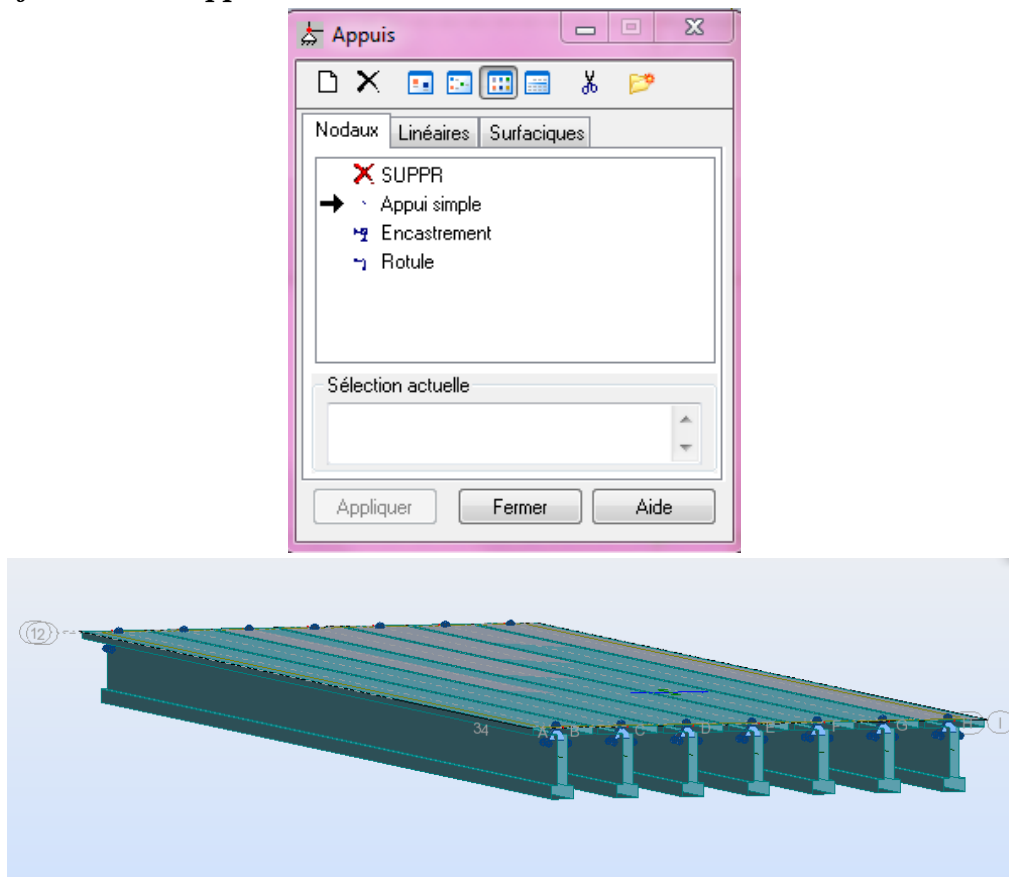 Appuis
Nodaux Linéaires Surfaciques
SUPPR
Appui simple
Encastrement
Rotule
Sélection actuelle
Appliquer Fermer Aide
12
34 A B C D E F G I